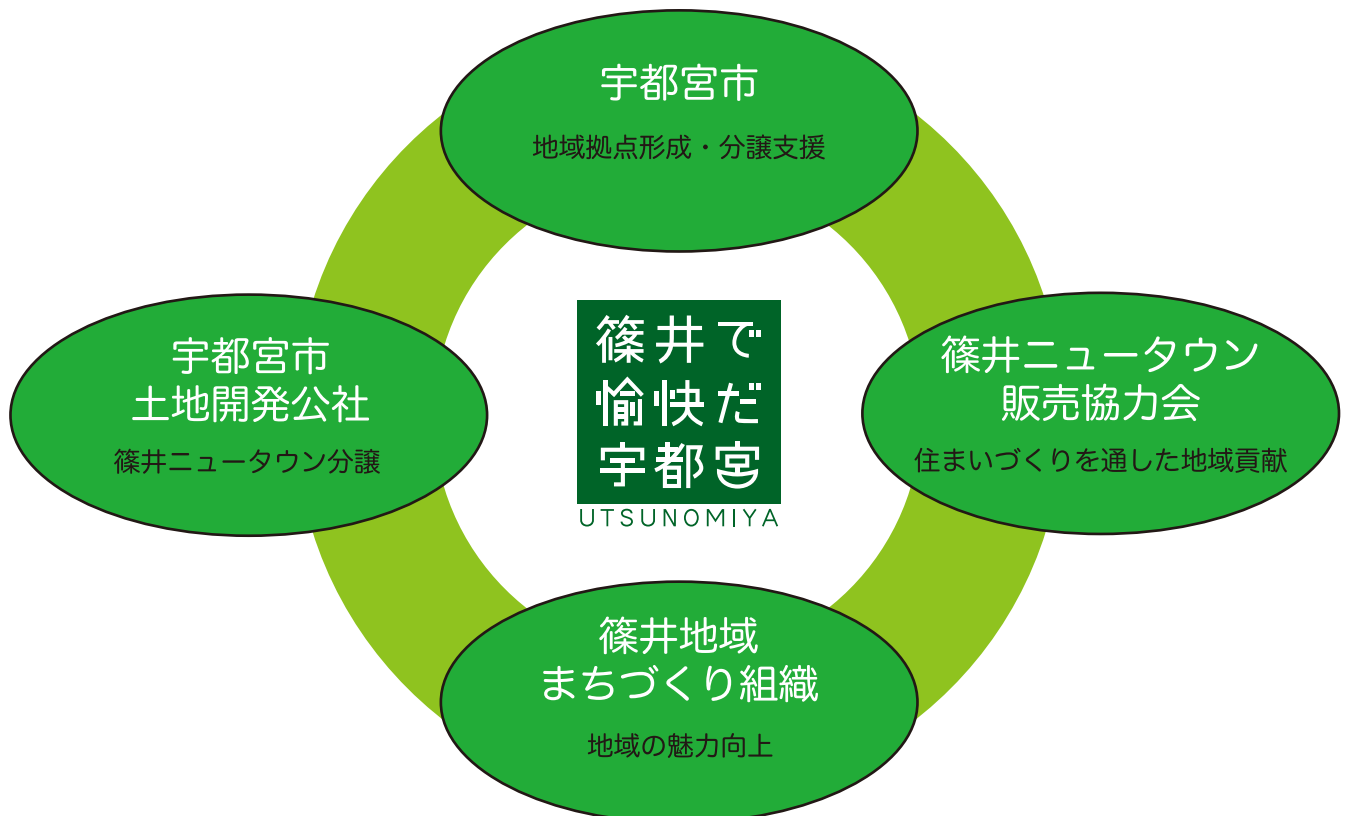 宇都宮市
地域拠点形成・分譲支援
宇都宮市
土地開発公社
篠井ニュータウン分譲
篠井で
愉快だ
宇都宮
UTSUNOMIYA
篠井ニュータウン
販売協力会
住まいづくりを通した地域貢献
篠井地域
まちづくり組織
地域の魅力向上